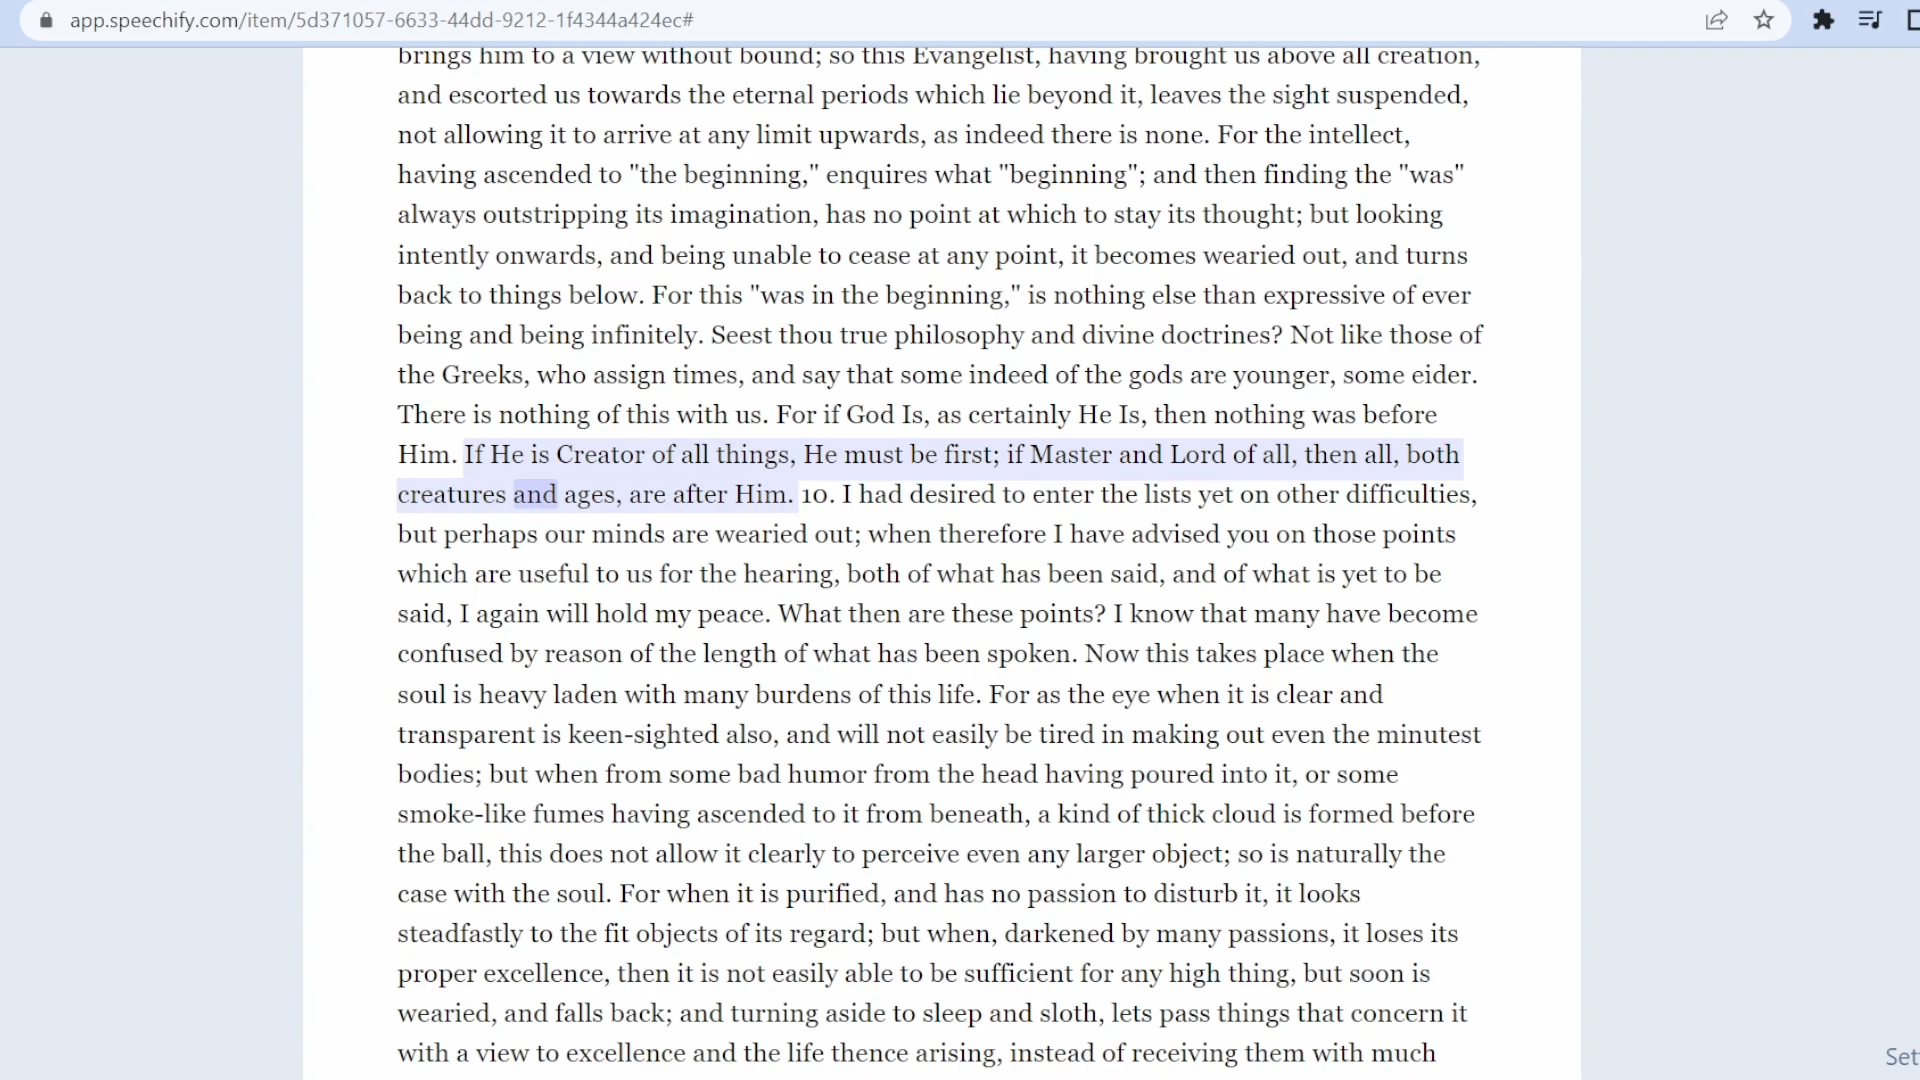 app.speechify.com/item/5d371057-6633-44dd-9212-1f4344a424ec#
brings him to a view without bound; so this Evangelist, having brought us above all creation,
and escorted us towards the eternal periods which lie beyond it, leaves the sight suspended,
not allowing it to arrive at any limit upwards, as indeed there is none. For the intellect,
having ascended to "the beginning," enquires what "beginning"; and then finding the "was"
always outstripping its imagination, has no point at which to stay its thought; but looking
intently onwards, and being unable to cease at any point, it becomes wearied out, and turns
back to things below. For this "was in the beginning," is nothing else than expressive of ever
being and being infinitely. Seest thou true philosophy and divine doctrines? Not like those of
the Greeks, who assign times, and say that some indeed of the gods are younger, some eider.
There is nothing of this with us. For if God Is, as certainly He Is, then nothing was before
Him. If He is Creator of all things, He must be first; if Master and Lord of all, then all, both
creatures and ages, are after Him. 10. I had desired to enter the lists yet on other difficulties,
but perhaps our minds are wearied out; when therefore I have advised you on those points
which are useful to us for the hearing, both of what has been said, and of what is yet to be
said, I again will hold my peace. What then are these points? I know that many have become
confused by reason of the length of what has been spoken. Now this takes place when the
soul is heavy laden with many burdens of this life. For as the eye when it is clear and
transparent is keen-sighted also, and will not easily be tired in making out even the minutest
bodies; but when from some bad humor from the head having poured into it, or some
smoke-like fumes having ascended to it from beneath, a kind of thick cloud is formed before
the ball, this does not allow it clearly to perceive even any larger object; so is naturally the
case with the soul. For when it is purified, and has no passion to disturb it, it looks
steadfastly to the fit objects of its regard; but when, darkened by many passions, it loses its
proper excellence, then it is not easily able to be sufficient for any high thing, but soon is
wearied, and falls back; and turning aside to sleep and sloth, lets pass things that concern it
with a view to excellence and the life thence arising, instead of receiving them with much
Set